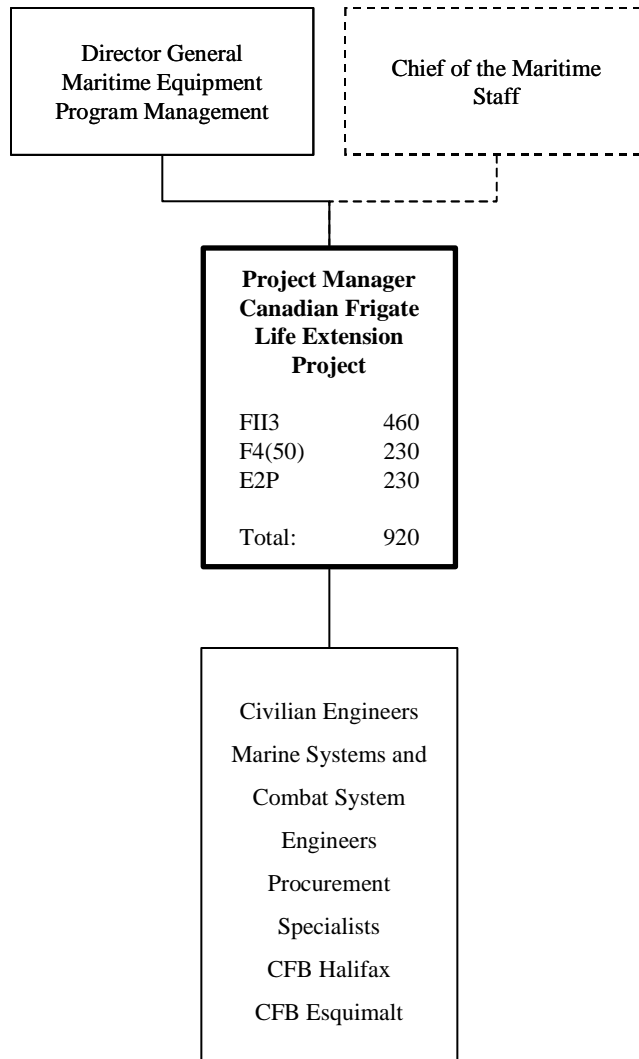 Director General
Maritime Equipment
Program Management
Chief of the Maritime
Staff
Project Manager
Canadian Frigate
Life Extension
Project
FII3 460
F4(50) 230
E2P 230
Total: 920
Civilian Engineers
Marine Systems and
Combat System
Engineers
Procurement
Specialists
CFB Halifax
CFB Esquimalt